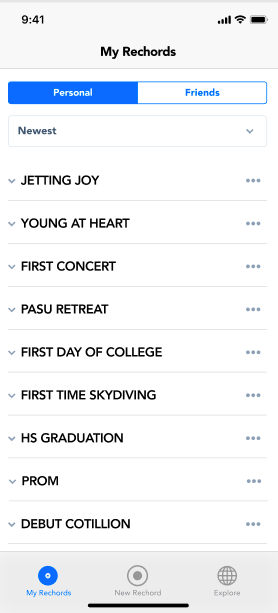 9:41
My Rechords
Personal Friends
Newest
JETTING JOY
YOUNG AT HEART
FIRST CONCERT
PASU RETREAT
FIRST DAY OF COLLEGE
FIRST TIME SKYDIVING
HS GRADUATION
PROM
DEBUT COTILLION
My Rechords New Rechord Explore